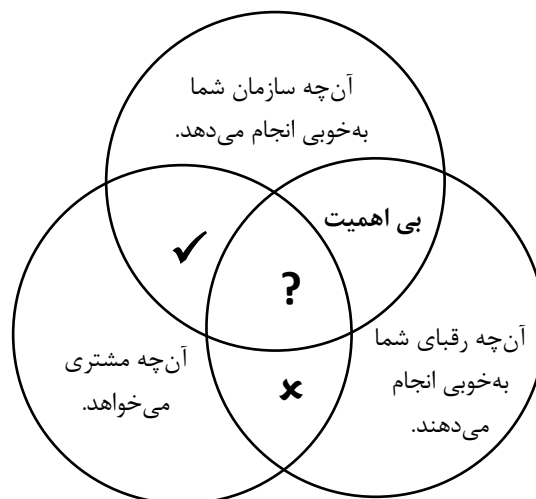 آن‌چه سازمان شما
به‌خوبی انجام می‌دهد.
بی اهمیت
✓
?
آن‌چه رقبای شما
به‌خوبی انجام
می‌دهند.
آن‌چه مشتری
می‌خواهد.
✗